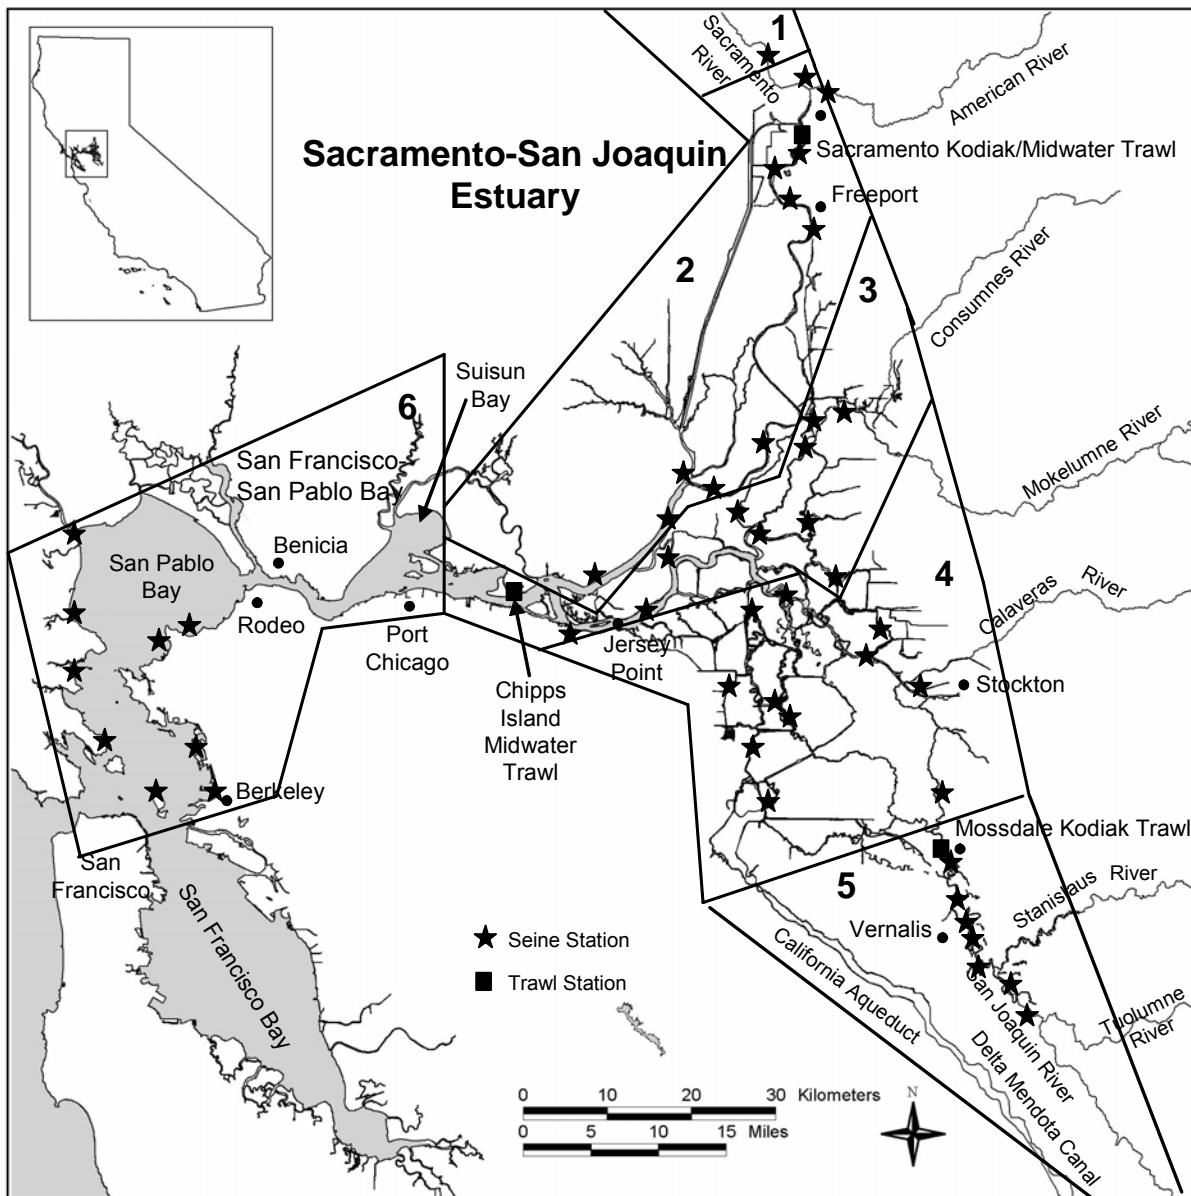 1
Sacramento
River
American River
Sacramento-San Joaquin
Estuary
Sacramento Kodiak/Midwater Trawl
Freeport
2
3
Consumnes River
Suisun
Bay
6
San Francisco
San Pablo Bay
Mokelumne River
San Pablo
Bay
Benicia
Rodeo
Port
Chicago
4
Calaveras River
Jersey
Point
Stockton
Chipps
Island
Midwater
Trawl
Berkeley
San
Francisco
Mossdale Kodiak Trawl
5
Stanislaus River
Vernalis
San Francisco Bay
Seine Station
Trawl Station
California Aqueduct
San Joaquin River
Delta Mendota Canal
Tuolumne
River
0 10 20 30 Kilometers
0 5 10 15 Miles
N